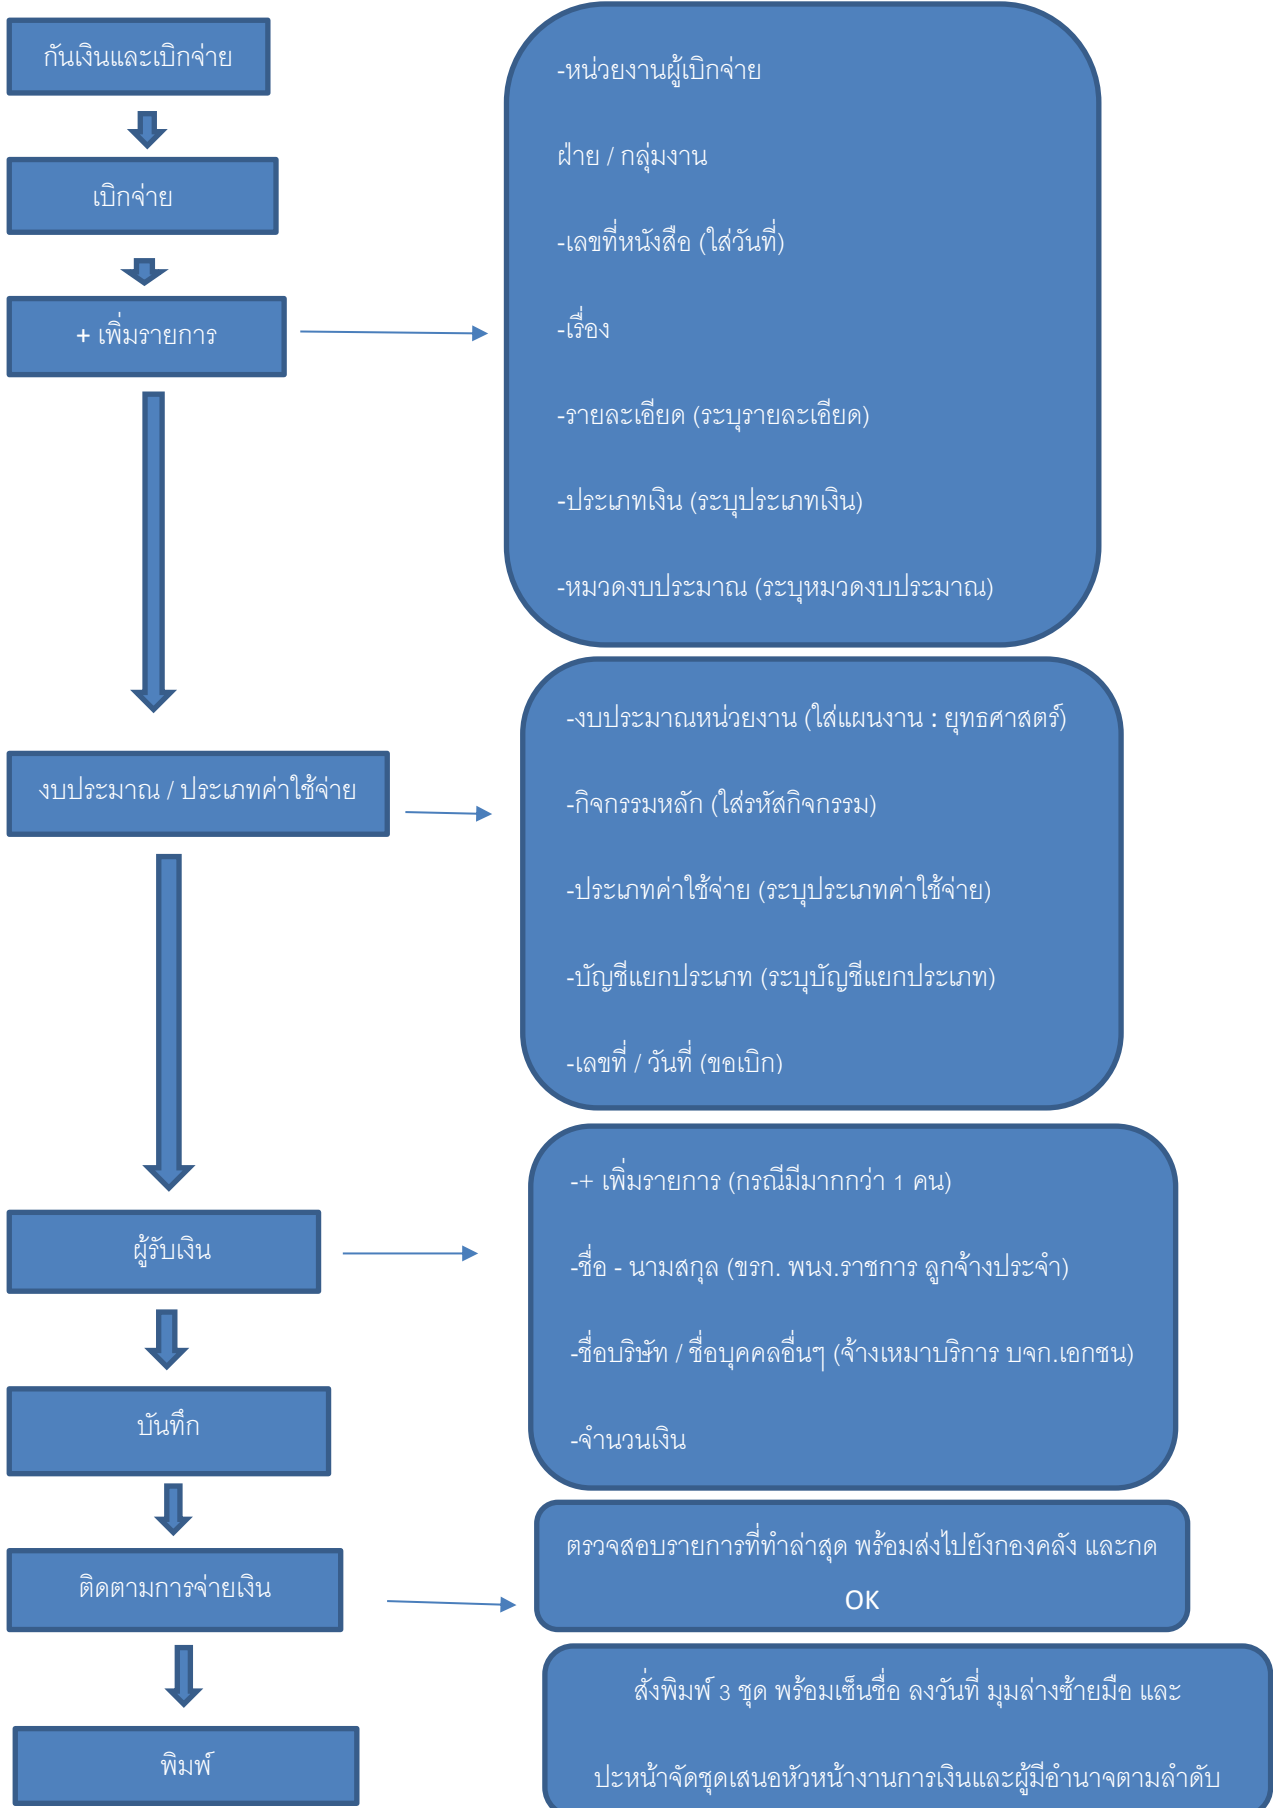 กันเงินและเบิกจ่าย
เบิกจ่าย
+ เพิ่มรายการ
-หน่วยงานผู้เบิกจ่าย
ฝ่าย / กลุ่มงาน
-เลขที่หนังสือ (ใส่วันที่)
-เรื่อง
-รายละเอียด (ระบุรายละเอียด)
-ประเภทเงิน (ระบุประเภทเงิน)
-หมวดงบประมาณ (ระบุหมวดงบประมาณ)
งบประมาณ / ประเภทค่าใช้จ่าย
-งบประมาณหน่วยงาน (ใส่แผนงาน : ยุทธศาสตร์)
-กิจกรรมหลัก (ใส่รหัสกิจกรรม)
-ประเภทค่าใช้จ่าย (ระบุประเภทค่าใช้จ่าย)
-บัญชีแยกประเภท (ระบุบัญชีแยกประเภท)
-เลขที่ / วันที่ (ขอเบิก)
ผู้รับเงิน
-+ เพิ่มรายการ (กรณีมีมากกว่า 1 คน)
-ชื่อ - นามสกุล (ขรก. พนง.ราชการ ลูกจ้างประจำ)
-ชื่อบริษัท / ชื่อบุคคลอื่นๆ (จ้างเหมาบริการ บจก.เอกชน)
-จำนวนเงิน
บันทึก
ติดตามการจ่ายเงิน
ตรวจสอบรายการที่ทำล่าสุด พร้อมส่งไปยังกองคลัง และกด
OK
พิมพ์
สั่งพิมพ์ 3 ชุด พร้อมเซ็นชื่อ ลงวันที่ มุมล่างซ้ายมือ และ
ปะหน้าจัดชุดเสนอหัวหน้างานการเงินและผู้มีอำนาจตามลำดับ